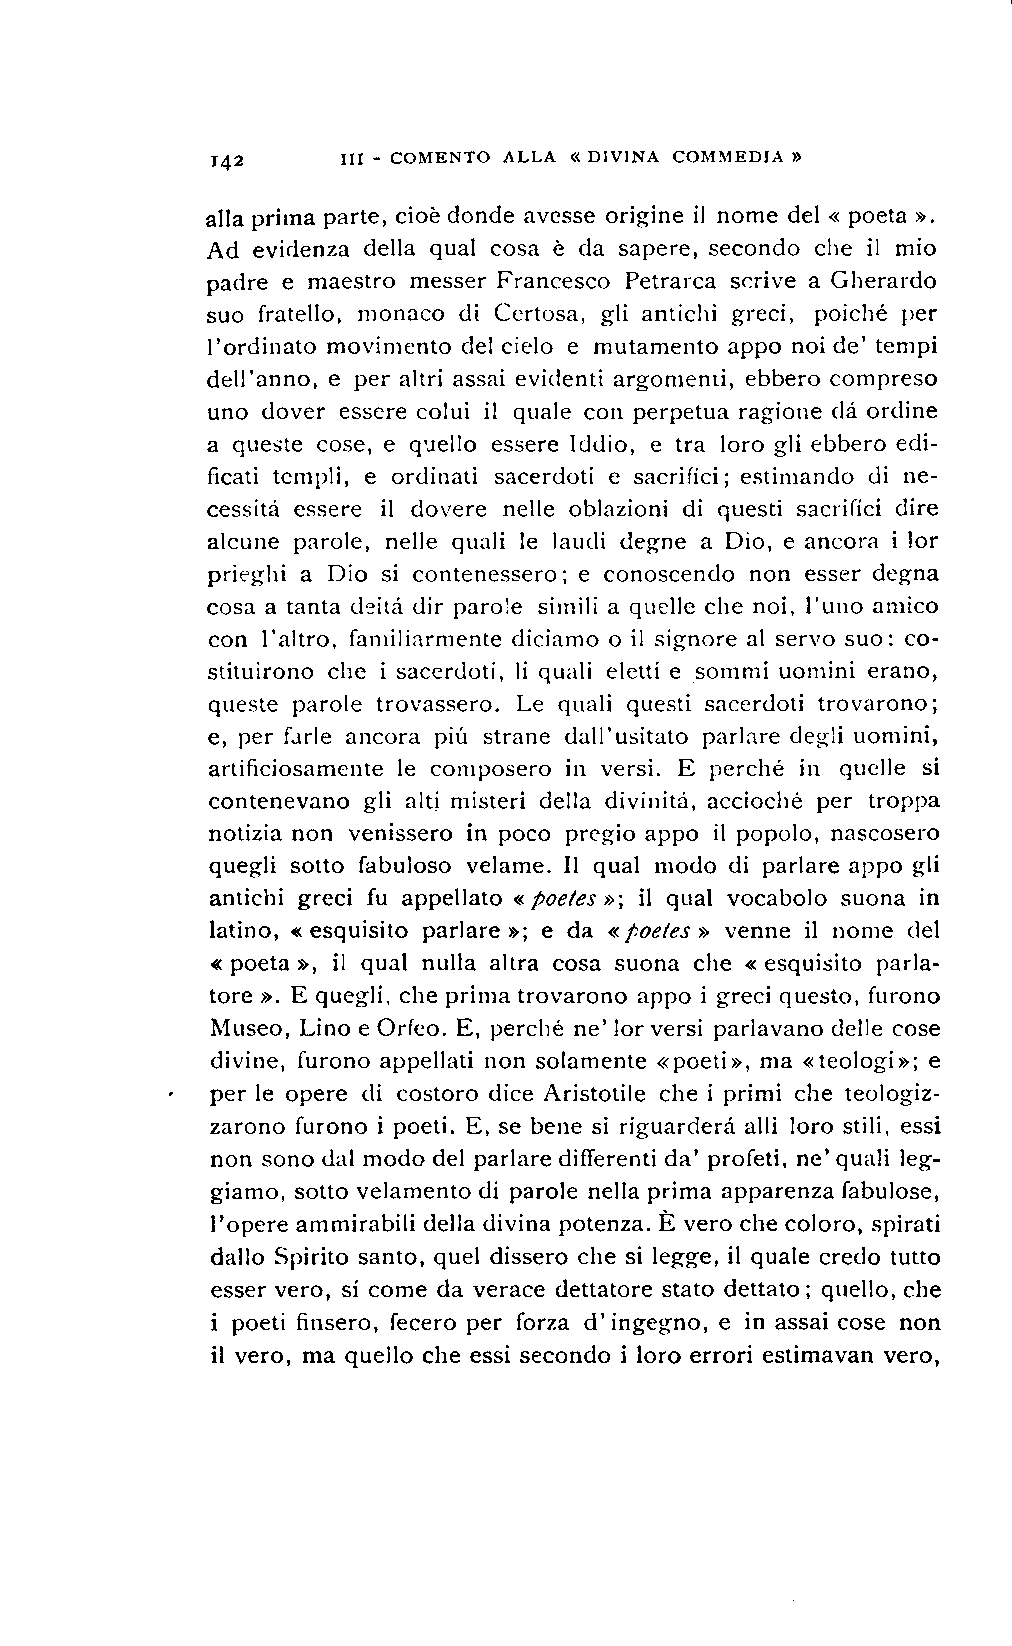 142 III - COMENTO ALLA « DIVINA COMMEDIA »
alla prima parte, cioè donde avesse origine il nome del « poeta ».
Ad evidenza della qual cosa è da sapere, secondo che il mio
padre e maestro messer Francesco Petrarca scrive a Gherardo
suo fratello, monaco di Certosa, gli antichi greci, poiché per
l'ordinato movimento del cielo e mutamento appo noi de' tempi
dell'anno, e per altri assai evidenti argomenti, ebbero compreso
uno dover essere colui il quale con perpetua ragione dá ordine
a queste cose, e quello essere Iddio, e tra loro gli ebbero edi-
ficati templi, e ordinati sacerdoti e sacrifici; estimando di ne-
cessitá essere il dovere nelle oblazioni di questi sacrifici dire
alcune parole, nelle quali le laudi degne a Dio, e ancora i lor
prieghi a Dio si contenessero; e conoscendo non esser degna
cosa a tanta deitá dir parole simili a quelle che noi, l'uno amico
con l'altro, familiarmente diciamo o il signore al servo suo: co-
stituirono che i sacerdoti, li quali eletti e sommi uomini erano,
queste parole trovassero. Le quali questi sacerdoti trovarono;
e, per farle ancora piú strane dall'usitato parlare degli uomini,
artificiosamente le composero in versi. E perché in quelle si
contenevano gli alti misteri della divinitá, accioché per troppa
notizia non venissero in poco pregio appo il popolo, nascosero
quegli sotto fabuloso velame. Il qual modo di parlare appo gli
antichi greci fu appellato « poetes »; il qual vocabolo suona in
latino, « esquisito parlare »; e da « poetes » venne il nome del
« poeta », il qual nulla altra cosa suona che « esquisito parla-
tore ». E quegli, che prima trovarono appo i greci questo, furono
Museo, Lino e Orfeo. E, perché ne' lor versi parlavano delle cose
divine, furono appellati non solamente «poeti», ma «teologi»; e
per le opere di costoro dice Aristotile che i primi che teologiz-
zarono furono i poeti. E, se bene si riguarderá alli loro stili, essi
non sono dal modo del parlare differenti da' profeti, ne' quali leg-
giamo, sotto velamento di parole nella prima apparenza fabulose,
l'opere ammirabili della divina potenza. È vero che coloro, spirati
dallo Spirito santo, quel dissero che si legge, il quale credo tutto
esser vero, sí come da verace dettatore stato dettato; quello, che
i poeti finsero, fecero per forza d'ingegno, e in assai cose non
il vero, ma quello che essi secondo i loro errori estimavan vero,